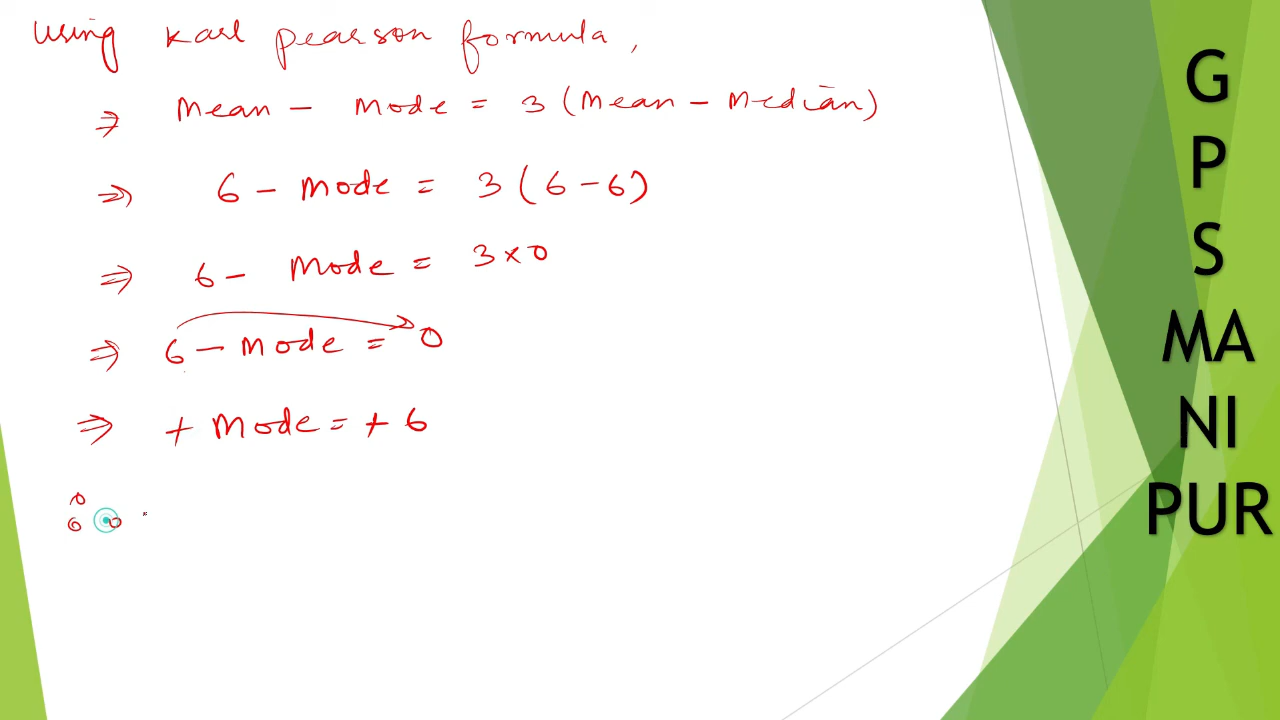 Using Karl pearson formula,
⇒ Mean - Mode = 3 (Mean - Median)
⇒ 6 - Mode = 3 (6 - 6)
⇒ 6 - Mode = 3 × 0
⇒ 6 - Mode = 0
⇒ + Mode = + 6
∴
G
P
S
MA
NI
PUR